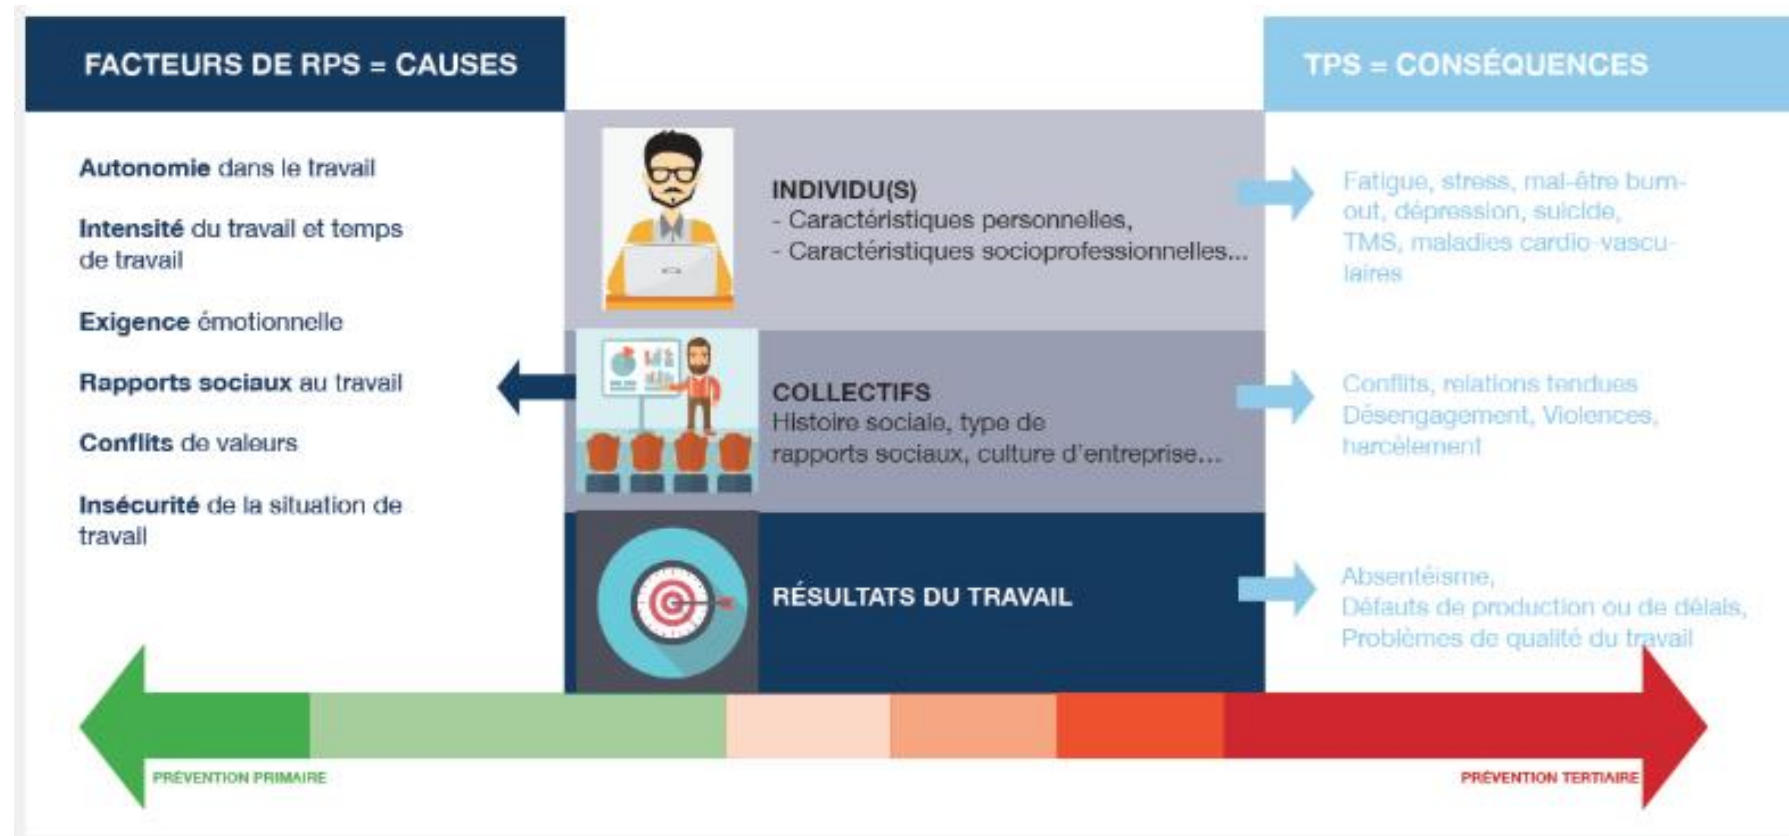 FACTEURS DE RPS = CAUSES
Autonomie dans le travail
Intensité du travail et temps
de travail
Exigence émotionnelle
Rapports sociaux au travail
Conflits de valeurs
Insécurité de la situation de
travail
INDIVIDU(S)
- Caractéristiques personnelles,
- Caractéristiques socioprofessionnelles...
COLLECTIFS
Histoire sociale, type de
rapports sociaux, culture d'entreprise...
RÉSULTATS DU TRAVAIL
TPS = CONSÉQUENCES
Fatigue, stress, mal-être burn-
out, dépression, suicide,
TMS, maladies cardio-vascu-
laires
Conflits, relations tendues
Désengagement, Violences,
harcèlement
Absentéisme,
Défauts de production ou de délais,
Problèmes de qualité du travail
PRÉVENTION PRIMAIRE
PRÉVENTION TERTIAIRE